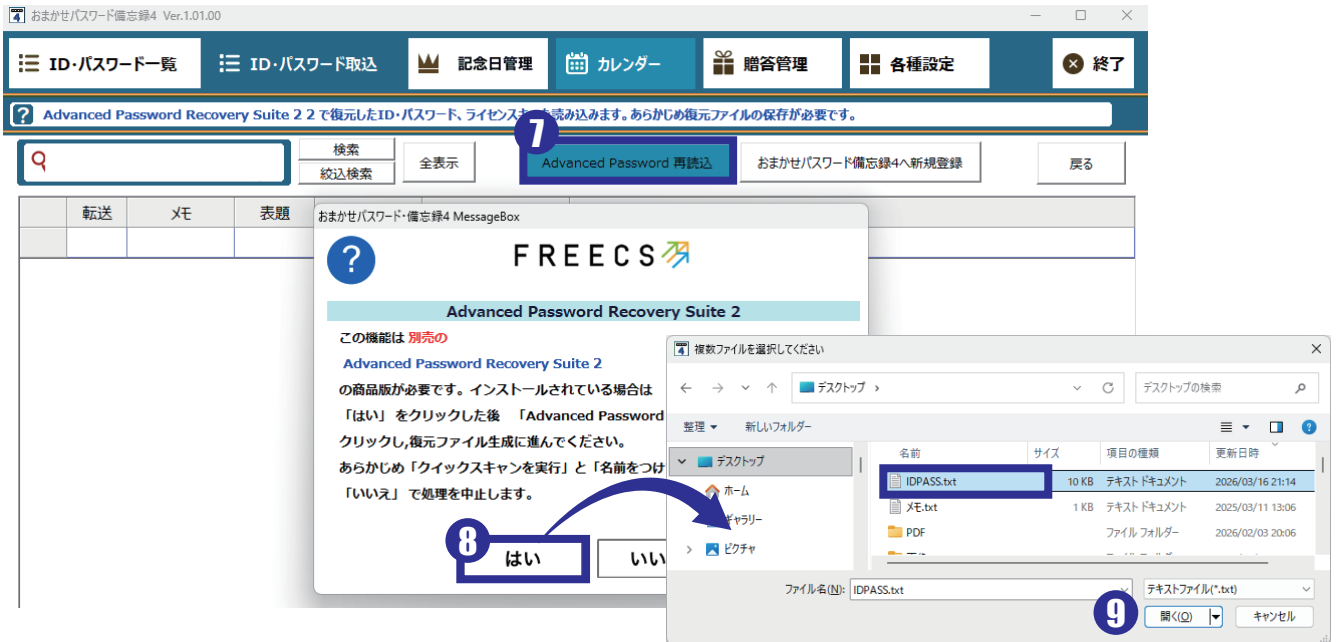 おまかせパスワード備忘録4 Ver.1.01.00
ID・パスワード一覧
ID・パスワード取込
記念日管理
カレンダー
贈答管理
各種設定
終了
Advanced Password Recovery Suite 2 2 で復元したID・パスワード、ライセンスキ を読み込みます。あらかじめ復元ファイルの保存が必要です。
7
検索
絞込検索
全表示
Advanced Password 再読込
おまかせパスワード備忘録4へ新規登録
戻る
転送
メモ
表題
おまかせパスワード・備忘録4 MessageBox
FREECS
Advanced Password Recovery Suite 2
この機能は 別売の
Advanced Password Recovery Suite 2
の商品版が必要です。インストールされている場合は
「はい」 をクリックした後 「Advanced Password
クリックし,復元ファイル生成に進んでください。
あらかじめ「クイックスキャンを実行」と「名前をつけ
「いいえ」 で処理を中止します。
8
はい
いい
複数ファイルを選択してください
デスクトップ
デスクトップの検索
整理
新しいフォルダー
デスクトップ
ホーム
ギャラリー
ピクチャ
名前
サイズ
項目の種類
更新日時
IDPASS.txt
10 KB
テキスト ドキュメント
2026/03/16 21:14
メモ.txt
1 KB
テキスト ドキュメント
2025/03/11 13:06
PDF
ファイル フォルダー
2026/02/03 20:06
ファイル名(N):
IDPASS.txt
テキストファイル(*.txt)
9
開く(O)
キャンセル